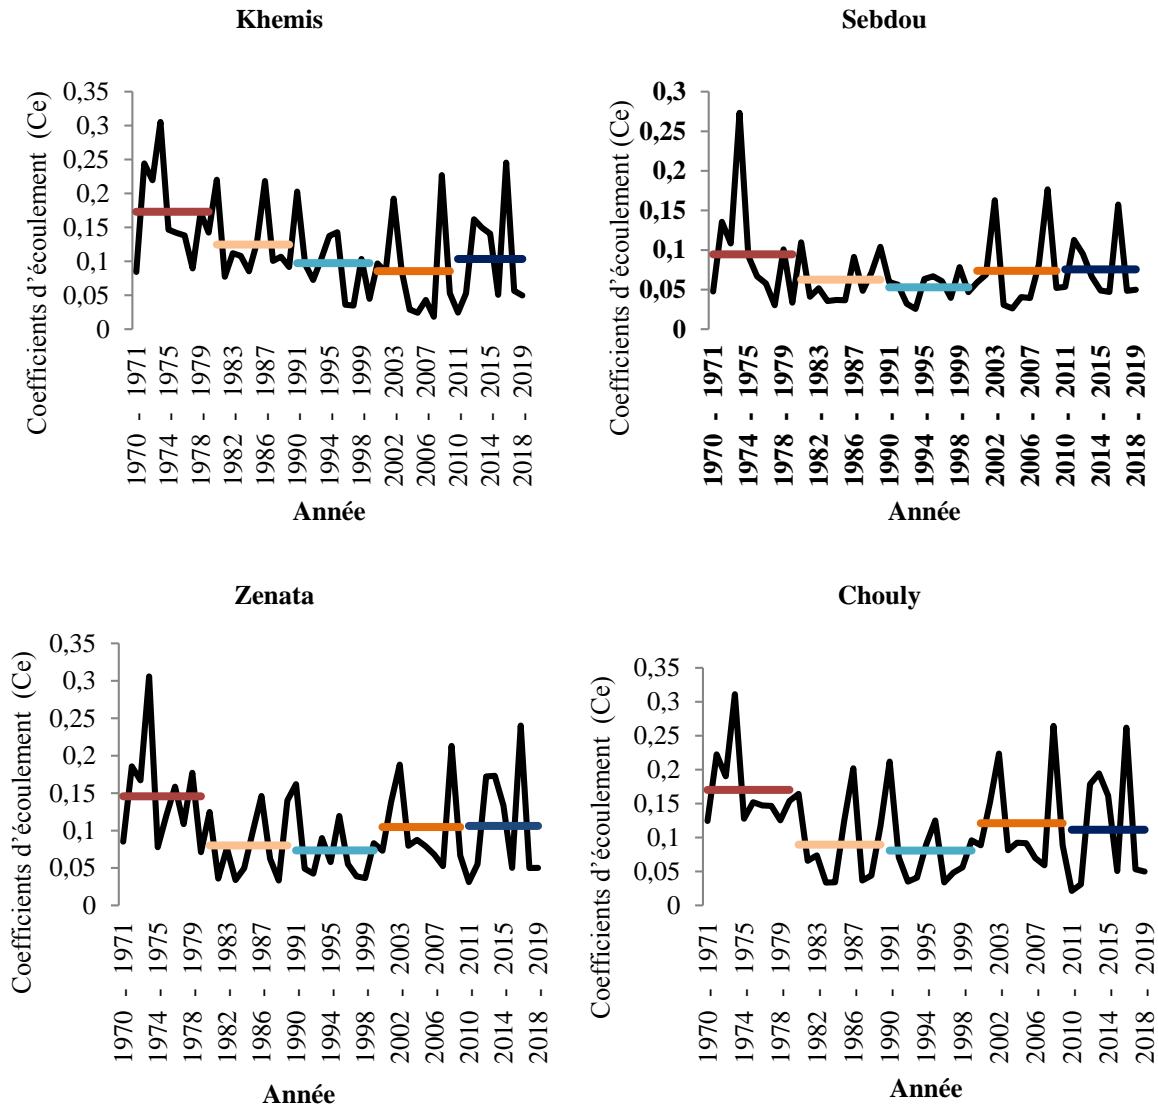 Khemis
Coefficients d'écoulement (Ce)
0,35
0,3
0,25
0,2
0,15
0,1
0,05
0
1970 - 1971
1974 - 1975
1978 - 1979
1982 - 1983
1986 - 1987
1990 - 1991
1994 - 1995
1998 - 1999
2002 - 2003
2006 - 2007
2010 - 2011
2014 - 2015
2018 - 2019
Année
Sebdou
Coefficients d'écoulement (Ce)
0,3
0,25
0,2
0,15
0,1
0,05
0
1970 - 1971
1974 - 1975
1978 - 1979
1982 - 1983
1986 - 1987
1990 - 1991
1994 - 1995
1998 - 1999
2002 - 2003
2006 - 2007
2010 - 2011
2014 - 2015
2018 - 2019
Année
Zenata
Coefficients d'écoulement (Ce)
0,35
0,3
0,25
0,2
0,15
0,1
0,05
0
1970 - 1971
1974 - 1975
1978 - 1979
1982 - 1983
1986 - 1987
1990 - 1991
1994 - 1995
1998 - 1999
2002 - 2003
2006 - 2007
2010 - 2011
2014 - 2015
2018 - 2019
Année
Chouly
Coefficients d'écoulement (Ce)
0,35
0,3
0,25
0,2
0,15
0,1
0,05
0
1970 - 1971
1974 - 1975
1978 - 1979
1982 - 1983
1986 - 1987
1990 - 1991
1994 - 1995
1998 - 1999
2002 - 2003
2006 - 2007
2010 - 2011
2014 - 2015
2018 - 2019
Année